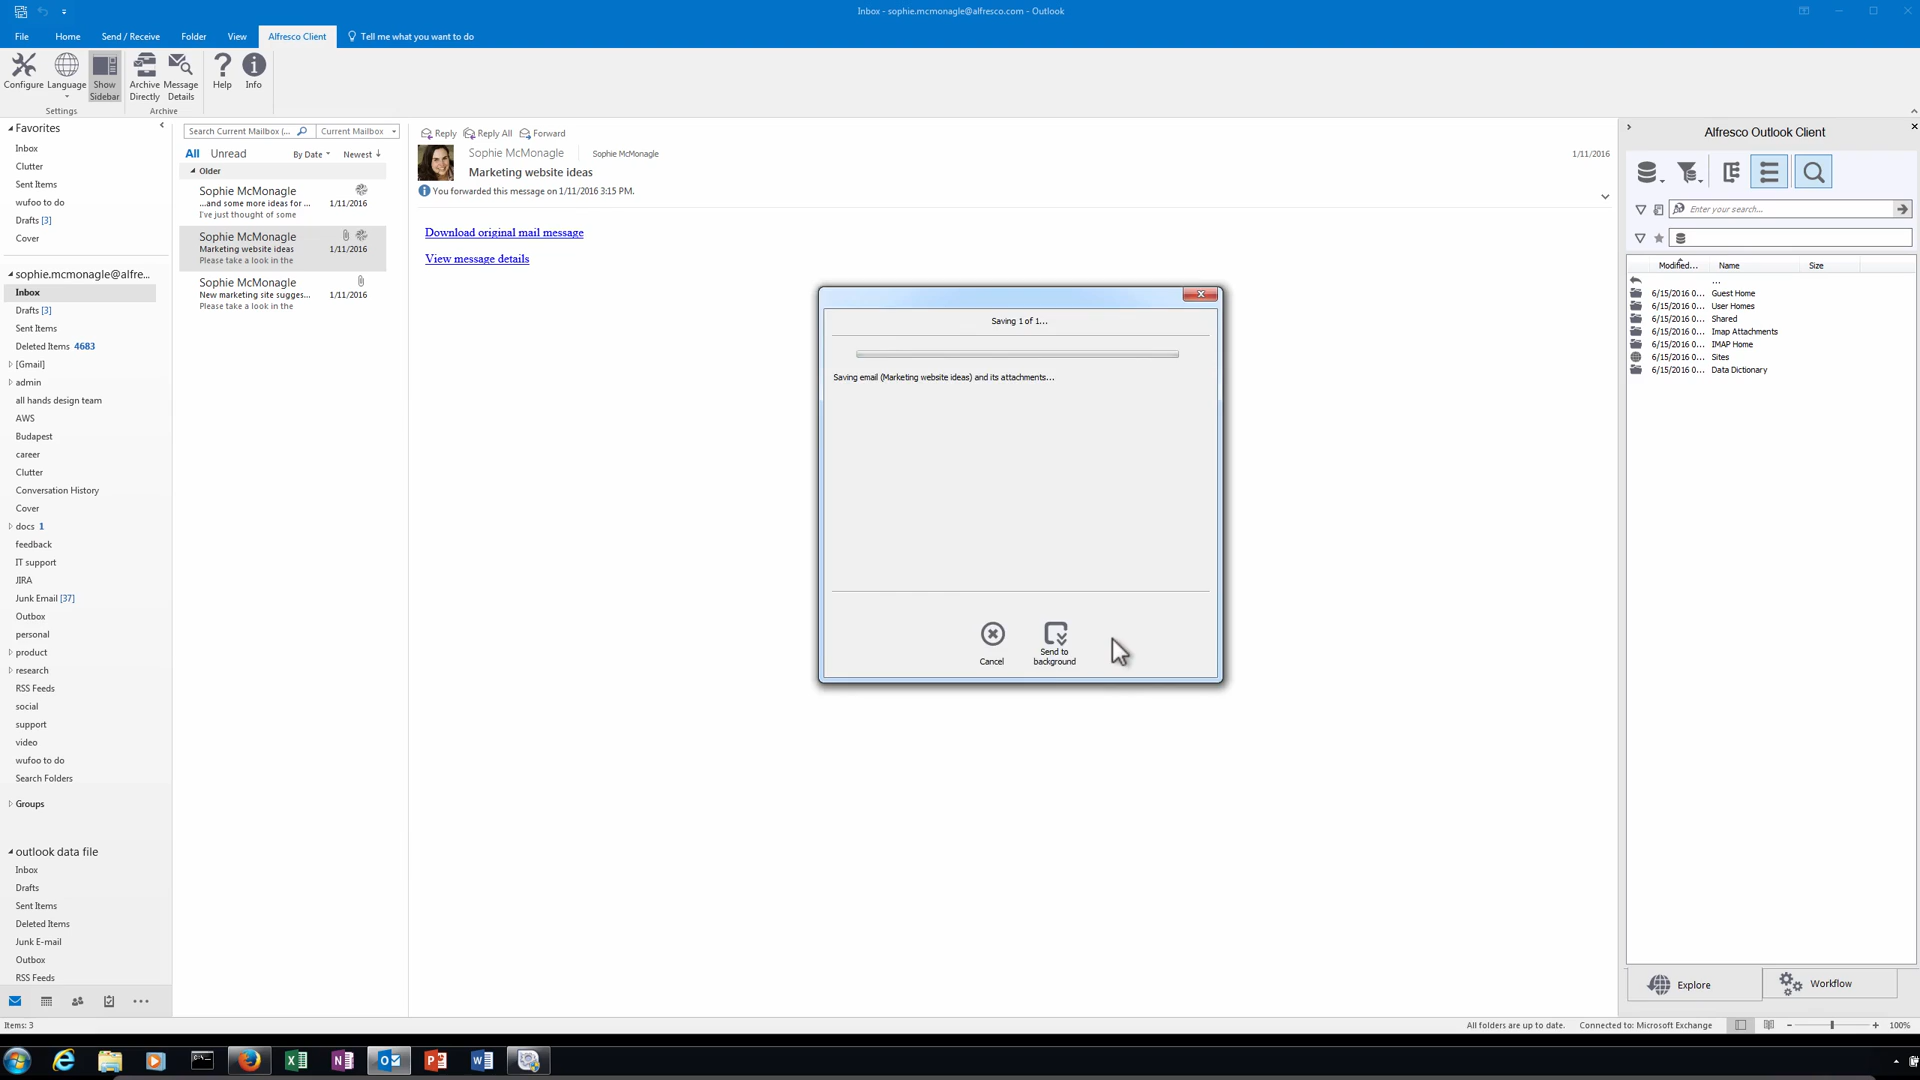 Inbox - sophie.mcmonagle@alfresco.com - Outlook
File Home Send / Receive Folder View Alfresco Client Tell me what you want to do
Configure Language Show Sidebar Archive Directly Message Details Help Info
Settings Archive
Favorites
Inbox
Clutter
Sent Items
wufoo to do
Drafts [3]
Cover
sophie.mcmonagle@alfre...
Inbox
Drafts [3]
Sent Items
Deleted Items 4683
[Gmail]
admin
all hands design team
AWS
Budapest
career
Clutter
Conversation History
Cover
docs 1
feedback
IT support
JIRA
Junk Email [37]
Outbox
personal
product
research
RSS Feeds
social
support
video
wufoo to do
Search Folders
Groups
outlook data file
Inbox
Drafts
Sent Items
Deleted Items
Junk E-mail
Outbox
RSS Feeds
Search Current Mailbox (... Current Mailbox
All Unread By Date Newest
Older
Sophie McMonagle
...and some more ideas for ... 1/11/2016
I've just thought of some
Sophie McMonagle
Marketing website ideas 1/11/2016
Please take a look in the
Sophie McMonagle
New marketing site sugges... 1/11/2016
Please take a look in the
Reply Reply All Forward
Sophie McMonagle Sophie McMonagle 1/11/2016
Marketing website ideas
You forwarded this message on 1/11/2016 3:15 PM.
Download original mail message
View message details
Saving 1 of 1...
Saving email (Marketing website ideas) and its attachments...
Cancel
Send to background
Alfresco Outlook Client
Enter your search...
Modified... Name Size
...
6/15/2016 0... Guest Home
6/15/2016 0... User Homes
6/15/2016 0... Shared
6/15/2016 0... Imap Attachments
6/15/2016 0... IMAP Home
6/15/2016 0... Sites
6/15/2016 0... Data Dictionary
Explore Workflow
Items: 3 All folders are up to date. Connected to: Microsoft Exchange 100%